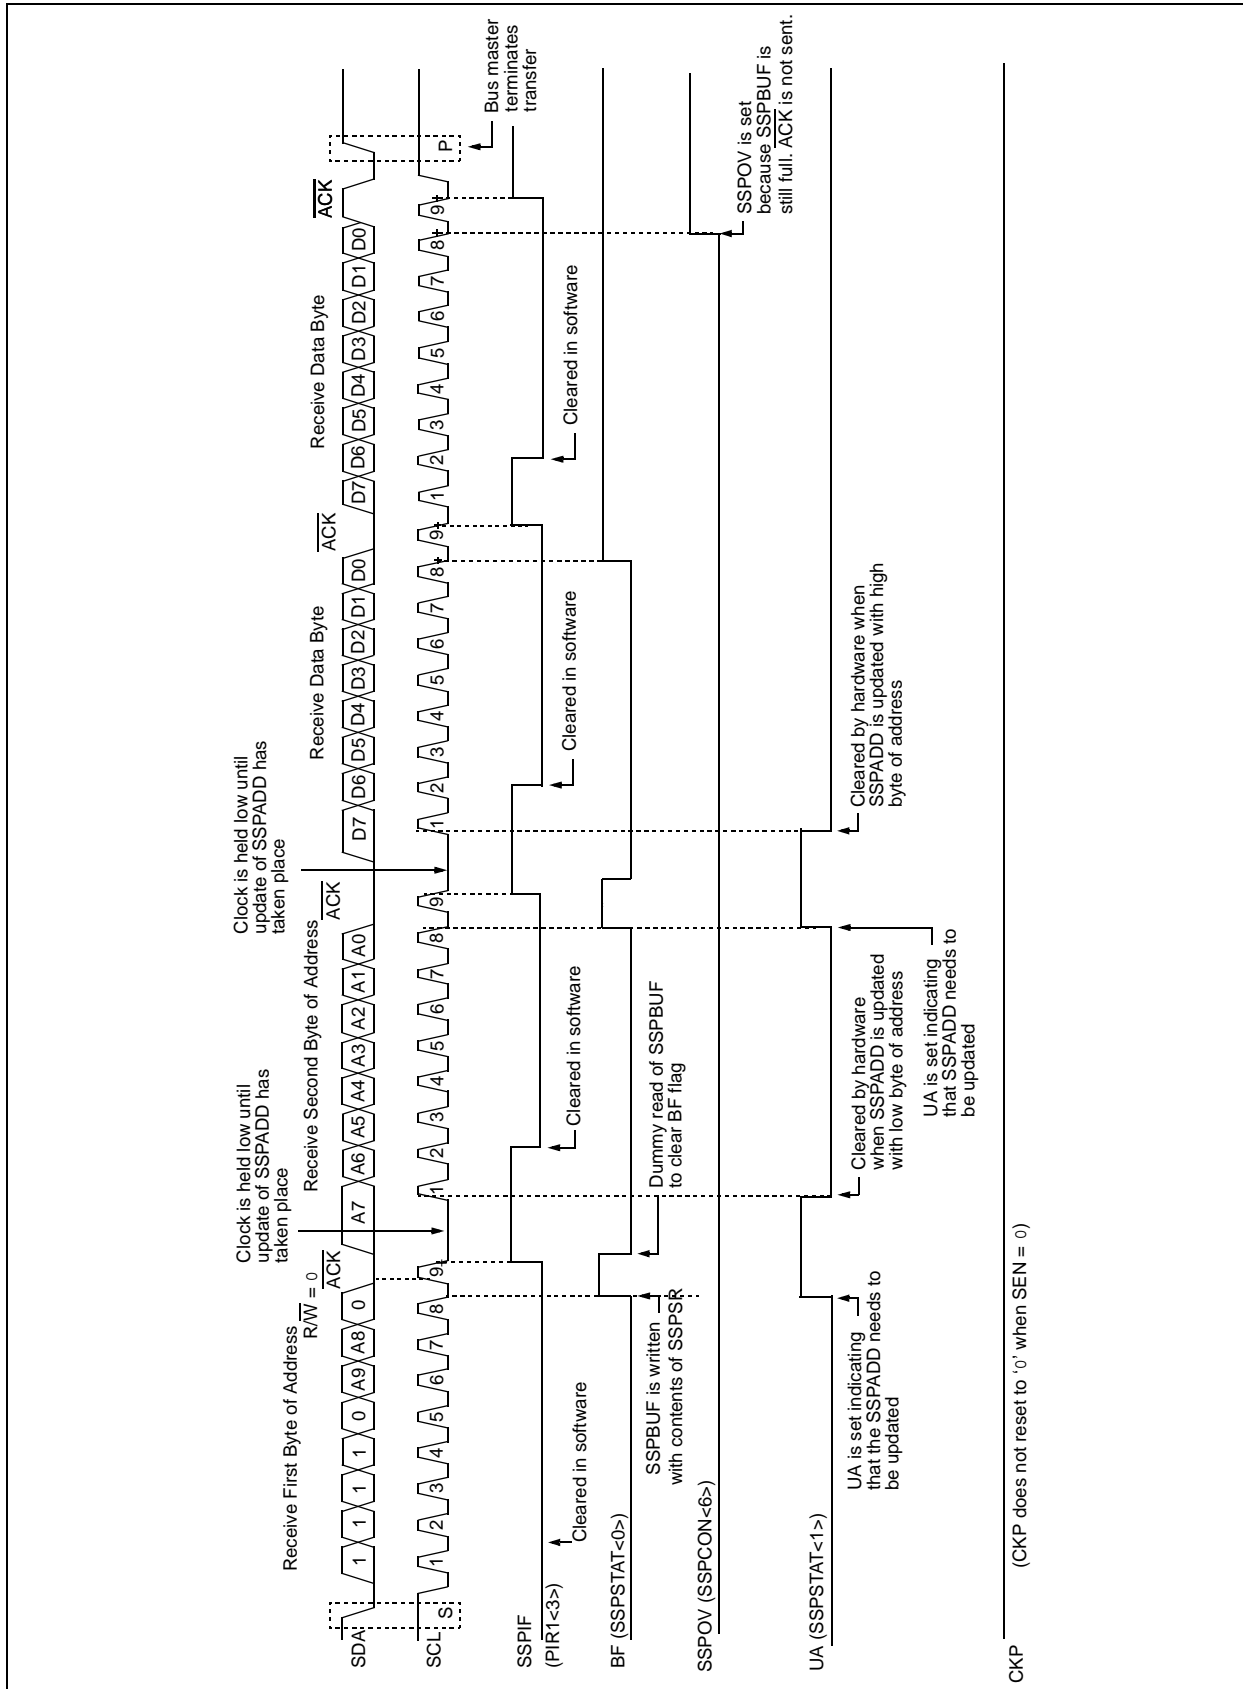 Clock is held low until
update of SSPADD has
taken place
Clock is held low until
update of SSPADD has
taken place
Receive First Byte of Address
R/W = 0
Receive Second Byte of Address
Receive Data Byte
Receive Data Byte
ACK
ACK
ACK
ACK
SDA
1 1 1 1 0 A9 A8 0
A7 A6 A5 A4 A3 A2 A1 A0
D7 D6 D5 D4 D3 D2 D1 D0
D7 D6 D5 D4 D3 D2 D1 D0
SCL
S
1 2 3 4 5 6 7 8 9
1 2 3 4 5 6 7 8 9
1 2 3 4 5 6 7 8 9
1 2 3 4 5 6 7 8 9
P
Bus master
terminates
transfer
SSPIF
(PIR1<3>)
Cleared in software
Cleared in software
Cleared in software
Cleared in software
BF (SSPSTAT<0>)
SSPBUF is written
with contents of SSPSR
Dummy read of SSPBUF
to clear BF flag
SSPOV (SSPCON<6>)
SSPOV is set
because SSPBUF is
still full. ACK is not sent.
UA (SSPSTAT<1>)
UA is set indicating
that the SSPADD needs to
be updated
Cleared by hardware
when SSPADD is updated
with low byte of address
UA is set indicating
that SSPADD needs to
be updated
Cleared by hardware when
SSPADD is updated with high
byte of address
CKP
(CKP does not reset to ‘0’ when SEN = 0)